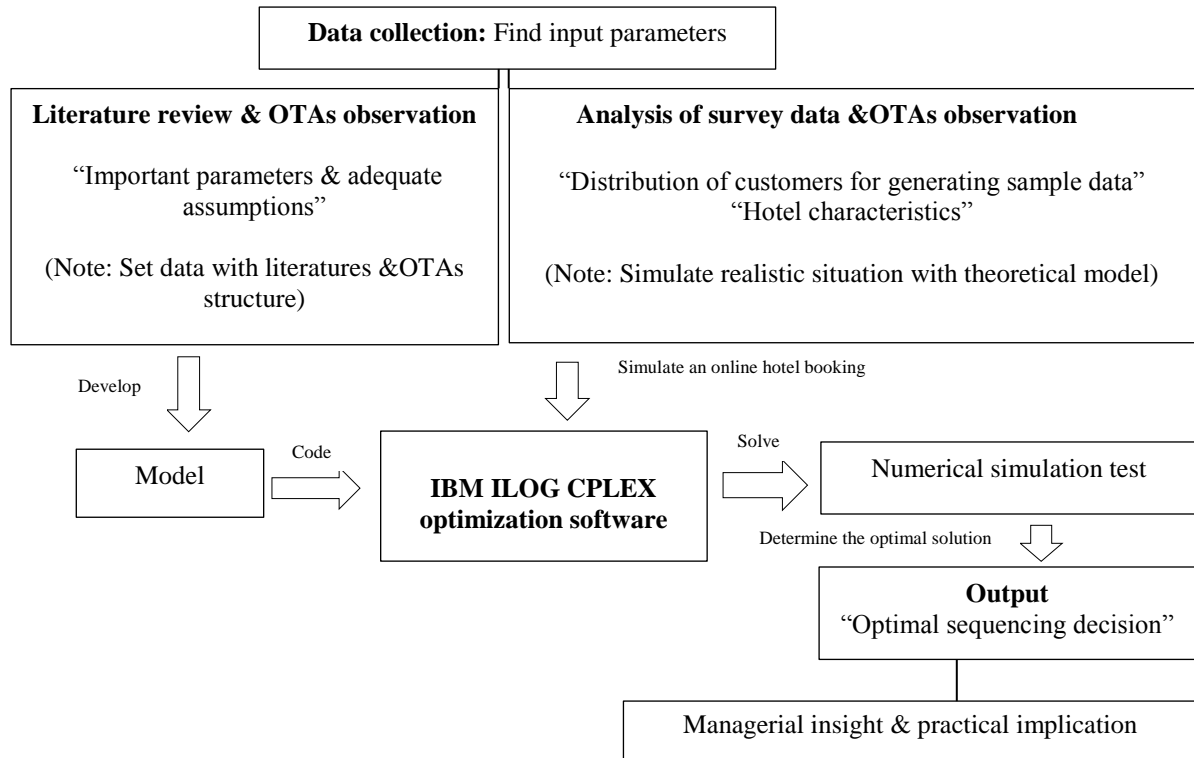 Data collection: Find input parameters
Literature review & OTAs observation
“Important parameters & adequate
assumptions”
(Note: Set data with literatures &OTAs
structure)
Analysis of survey data &OTAs observation
“Distribution of customers for generating sample data”
“Hotel characteristics”
(Note: Simulate realistic situation with theoretical model)
Develop
Simulate an online hotel booking
Model
Code
IBM ILOG CPLEX
optimization software
Solve
Numerical simulation test
Determine the optimal solution
Output
“Optimal sequencing decision”
Managerial insight & practical implication